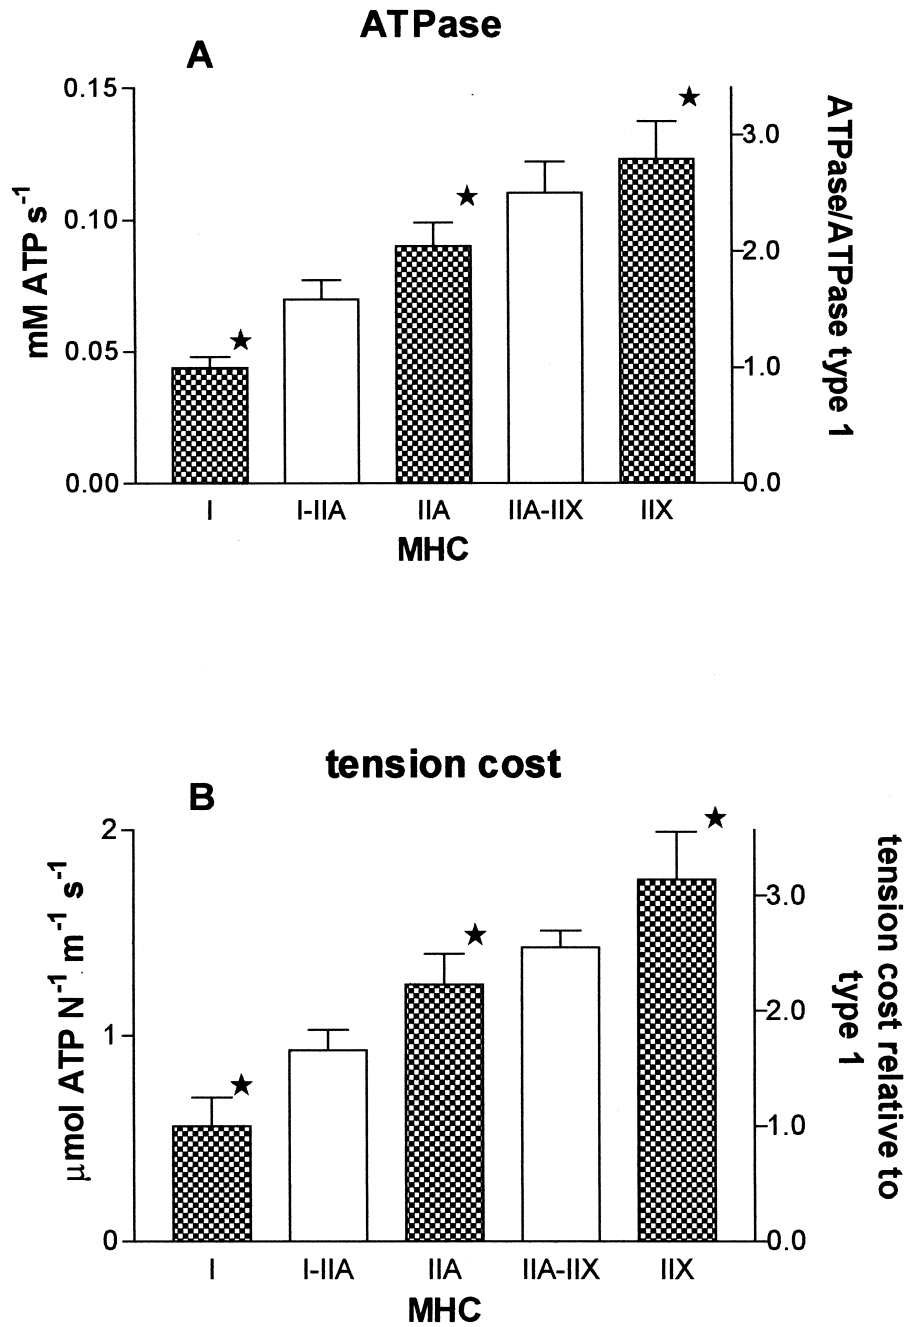 ATPase
A
0.15
0.10
0.05
0.00
mM ATP s-1
3.0
2.0
1.0
0.0
ATPase/ATPase type 1
I I-IIA IIA IIA-IIX IIX
MHC
tension cost
B
2
1
0
μmol ATP N-1 m-1 s-1
3.0
2.0
1.0
0.0
tension cost relative to
type 1
I I-IIA IIA IIA-IIX IIX
MHC